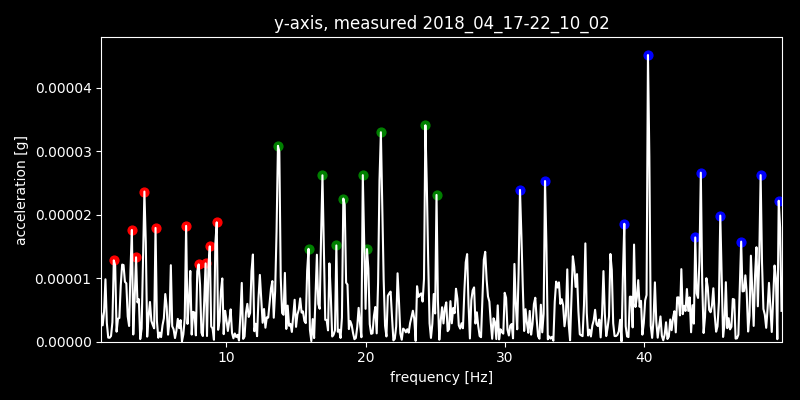 y-axis, measured 2018_04_17-22_10_02
acceleration [g]
0.00004
0.00003
0.00002
0.00001
0.00000
10 20 30 40
frequency [Hz]